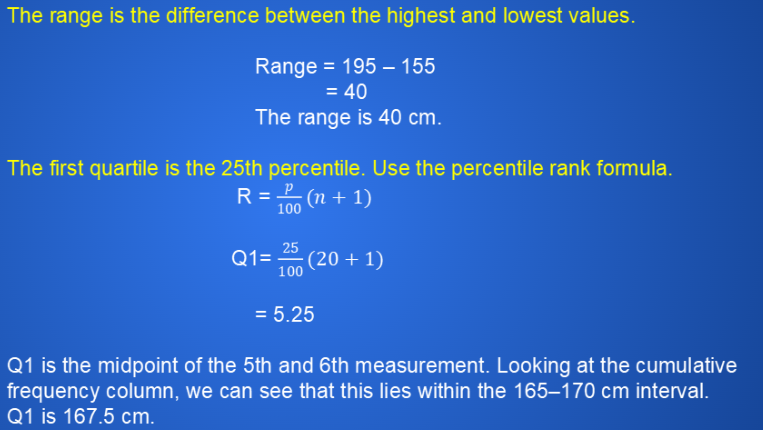 The range is the difference between the highest and lowest values.
Range = 195 – 155
= 40
The range is 40 cm.
The first quartile is the 25th percentile. Use the percentile rank formula.
R = p/100 (n + 1)
Q1= 25/100 (20 + 1)
= 5.25
Q1 is the midpoint of the 5th and 6th measurement. Looking at the cumulative
frequency column, we can see that this lies within the 165–170 cm interval.
Q1 is 167.5 cm.